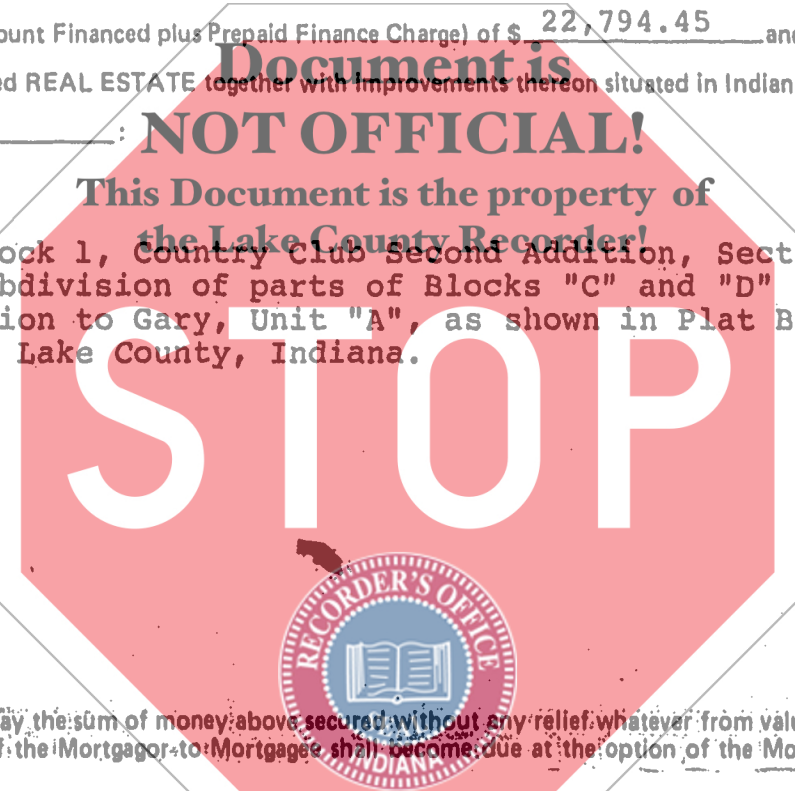 ount Financed plus Prepaid Finance Charge) of $ 22,794.45 and
ed REAL ESTATE together with improvements thereon situated in Indian
Document is
:
NOT OFFICIAL!
This Document is the property of
the Lake County Recorder!
ock 1, Country Club Second Addition, Sect
bdivision of parts of Blocks "C" and "D"
ion to Gary, Unit "A", as shown in Plat B
Lake County, Indiana.
STOP
RECORDER'S OFFICE
INDIANA
ay the sum of money above secured without any relief whatever from valu
f the Mortgagor to Mortgagee shall become due at the option of the Mo